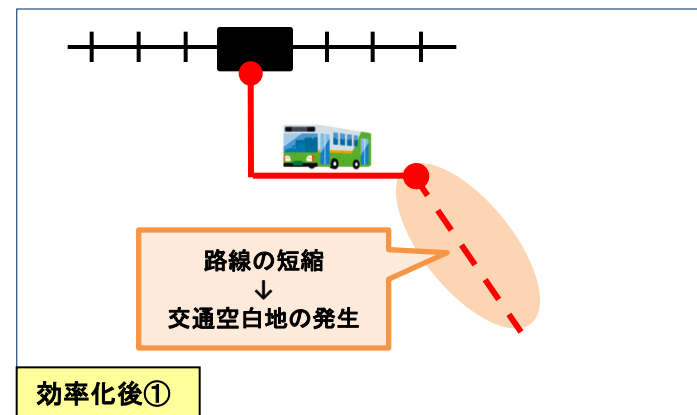 路線の短縮
↓
交通空白地の発生
効率化後①